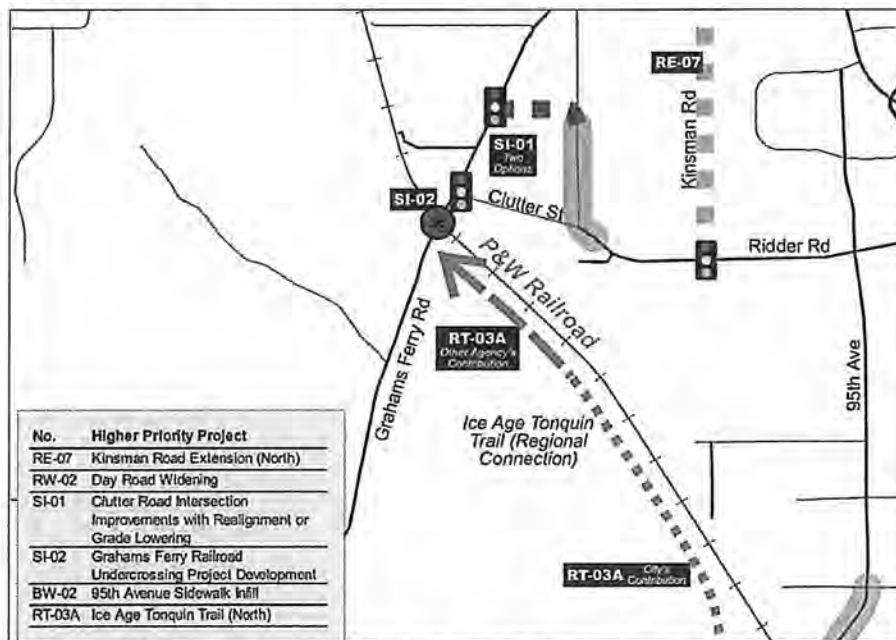 RE-07
Kinsman Rd
SI-01
Two
Options
SI-02
Clutter St
Ridder Rd
P&W Railroad
RT-03A
Other Agency's
Contribution
Grahams Ferry Rd
95th Ave
Ice Age Tonquin
Trail (Regional
Connection)
RT-03A City's
Contribution
No. Higher Priority Project
RE-07 Kinsman Road Extension (North)
RW-02 Day Road Widening
SI-01 Clutter Road Intersection
Improvements with Realignment or
Grade Lowering
SI-02 Grahams Ferry Railroad
Undercrossing Project Development
BW-02 95th Avenue Sidewalk Infill
RT-03A Ice Age Tonquin Trail (North)